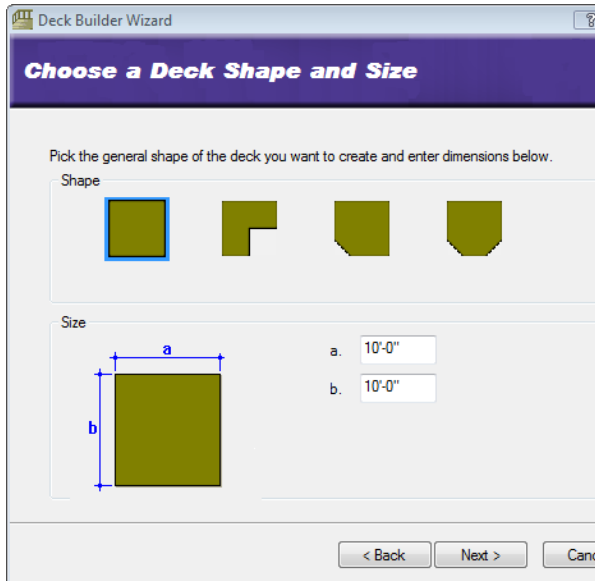 Deck Builder Wizard
?
Choose a Deck Shape and Size
Pick the general shape of the deck you want to create and enter dimensions below.
Shape
Size
a
a. 10'-0"
b. 10'-0"
b
< Back Next > Canc